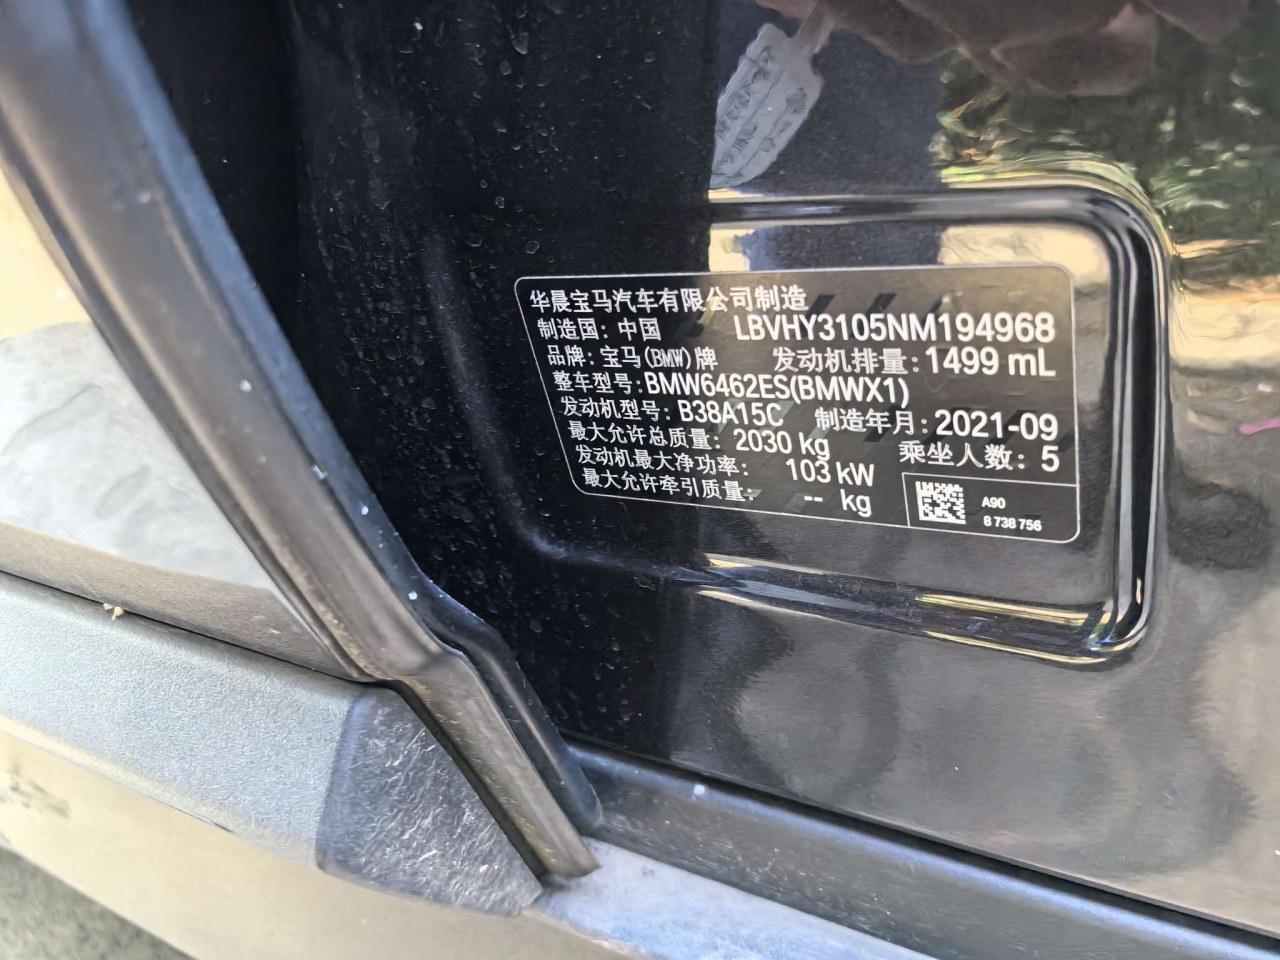 华晨宝马汽车有限公司制造
制造国: 中国 LBVHY3105NM194968
品牌: 宝马(BMW)牌 发动机排量: 1499 mL
整车型号: BMW6462ES(BMWX1)
发动机型号: B38A15C 制造年月: 2021-09
最大允许总质量: 2030 kg 乘坐人数: 5
发动机最大净功率: 103 kW
最大允许牵引质量: -- kg
A90
8 738 756